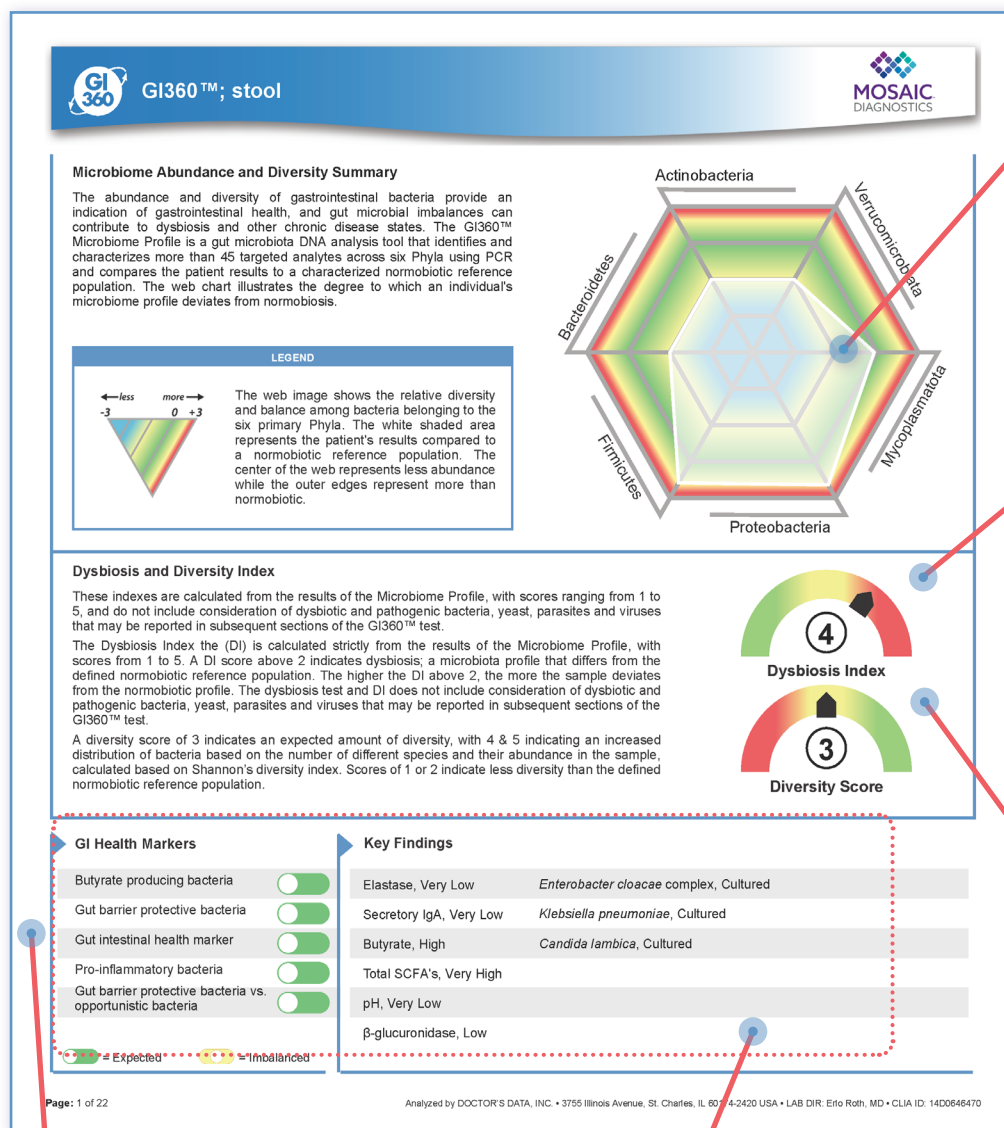 GI
360
GI360™; stool
MOSAIC
DIAGNOSTICS
Microbiome Abundance and Diversity Summary
The abundance and diversity of gastrointestinal bacteria provide an
indication of gastrointestinal health, and gut microbial imbalances can
contribute to dysbiosis and other chronic disease states. The GI360™
Microbiome Profile is a gut microbiota DNA analysis tool that identifies and
characterizes more than 45 targeted analytes across six Phyla using PCR
and compares the patient results to a characterized normobiotic reference
population. The web chart illustrates the degree to which an individual's
microbiome profile deviates from normobiosis.
LEGEND
less more
-3 0 +3
The web image shows the relative diversity
and balance among bacteria belonging to the
six primary Phyla. The white shaded area
represents the patient's results compared to
a normobiotic reference population. The
center of the web represents less abundance
while the outer edges represent more than
normobiotic.
Actinobacteria
Verrucomicrobiata
Bacteroidetes
Mycoplasmatota
Firmicutes
Proteobacteria
Dysbiosis and Diversity Index
These indexes are calculated from the results of the Microbiome Profile, with scores ranging from 1 to
5, and do not include consideration of dysbiotic and pathogenic bacteria, yeast, parasites and viruses
that may be reported in subsequent sections of the GI360™ test.
The Dysbiosis Index the (DI) is calculated strictly from the results of the Microbiome Profile, with
scores from 1 to 5. A DI score above 2 indicates dysbiosis; a microbiota profile that differs from the
defined normobiotic reference population. The higher the DI above 2, the more the sample deviates
from the normobiotic profile. The dysbiosis test and DI does not include consideration of dysbiotic and
pathogenic bacteria, yeast, parasites and viruses that may be reported in subsequent sections of the
GI360™ test.
A diversity score of 3 indicates an expected amount of diversity, with 4 & 5 indicating an increased
distribution of bacteria based on the number of different species and their abundance in the sample,
calculated based on Shannon's diversity index. Scores of 1 or 2 indicate less diversity than the defined
normobiotic reference population.
4
Dysbiosis Index
3
Diversity Score
GI Health Markers
Butyrate producing bacteria
Gut barrier protective bacteria
Gut intestinal health marker
Pro-inflammatory bacteria
Gut barrier protective bacteria vs.
opportunistic bacteria
= Expected = Imbalanced
Key Findings
Elastase, Very Low Enterobacter cloacae complex, Cultured
Secretory IgA, Very Low Klebsiella pneumoniae, Cultured
Butyrate, High Candida lambica, Cultured
Total SCFA's, Very High
pH, Very Low
β-glucuronidase, Low
Page: 1 of 22
Analyzed by DOCTOR'S DATA, INC. • 3755 Illinois Avenue, St. Charles, IL 60174-2420 USA • LAB DIR: Erlo Roth, MD • CLIA ID: 14D0646470